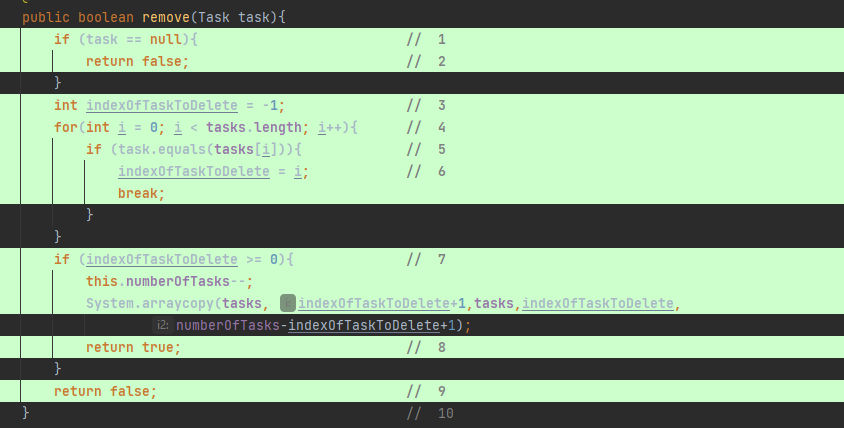 public boolean remove(Task task){
if (task == null){ // 1
return false; // 2
}
int indexOfTaskToDelete = -1; // 3
for(int i = 0; i < tasks.length; i++){ // 4
if (task.equals(tasks[i])){ // 5
indexOfTaskToDelete = i; // 6
break;
}
}
if (indexOfTaskToDelete >= 0){ // 7
this.numberOfTasks--;
System.arraycopy(tasks, indexOfTaskToDelete+1,tasks,indexOfTaskToDelete,
i2: numberOfTasks-indexOfTaskToDelete+1);
return true; // 8
}
return false; // 9
} // 10